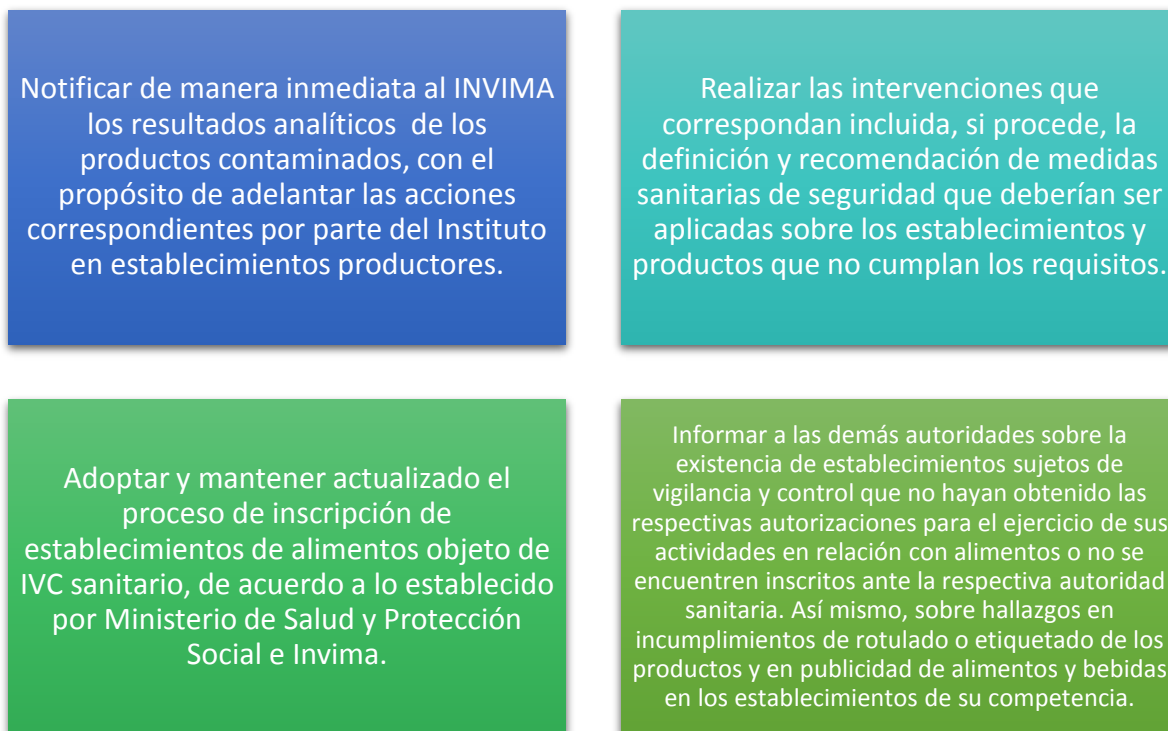 Notificar de manera inmediata al INVIMA
los resultados analíticos de los
productos contaminados, con el
propósito de adelantar las acciones
correspondientes por parte del Instituto
en establecimientos productores.
Realizar las intervenciones que
correspondan incluida, si procede, la
definición y recomendación de medidas
sanitarias de seguridad que deberían ser
aplicadas sobre los establecimientos y
productos que no cumplan los requisitos.
Adoptar y mantener actualizado el
proceso de inscripción de
establecimientos de alimentos objeto de
IVC sanitario, de acuerdo a lo establecido
por Ministerio de Salud y Protección
Social e Invima.
Informar a las demás autoridades sobre la
existencia de establecimientos sujetos de
vigilancia y control que no hayan obtenido las
respectivas autorizaciones para el ejercicio de sus
actividades en relación con alimentos o no se
encuentren inscritos ante la respectiva autoridad
sanitaria. Así mismo, sobre hallazgos en
incumplimientos de rotulado o etiquetado de los
productos y en publicidad de alimentos y bebidas
en los establecimientos de su competencia.